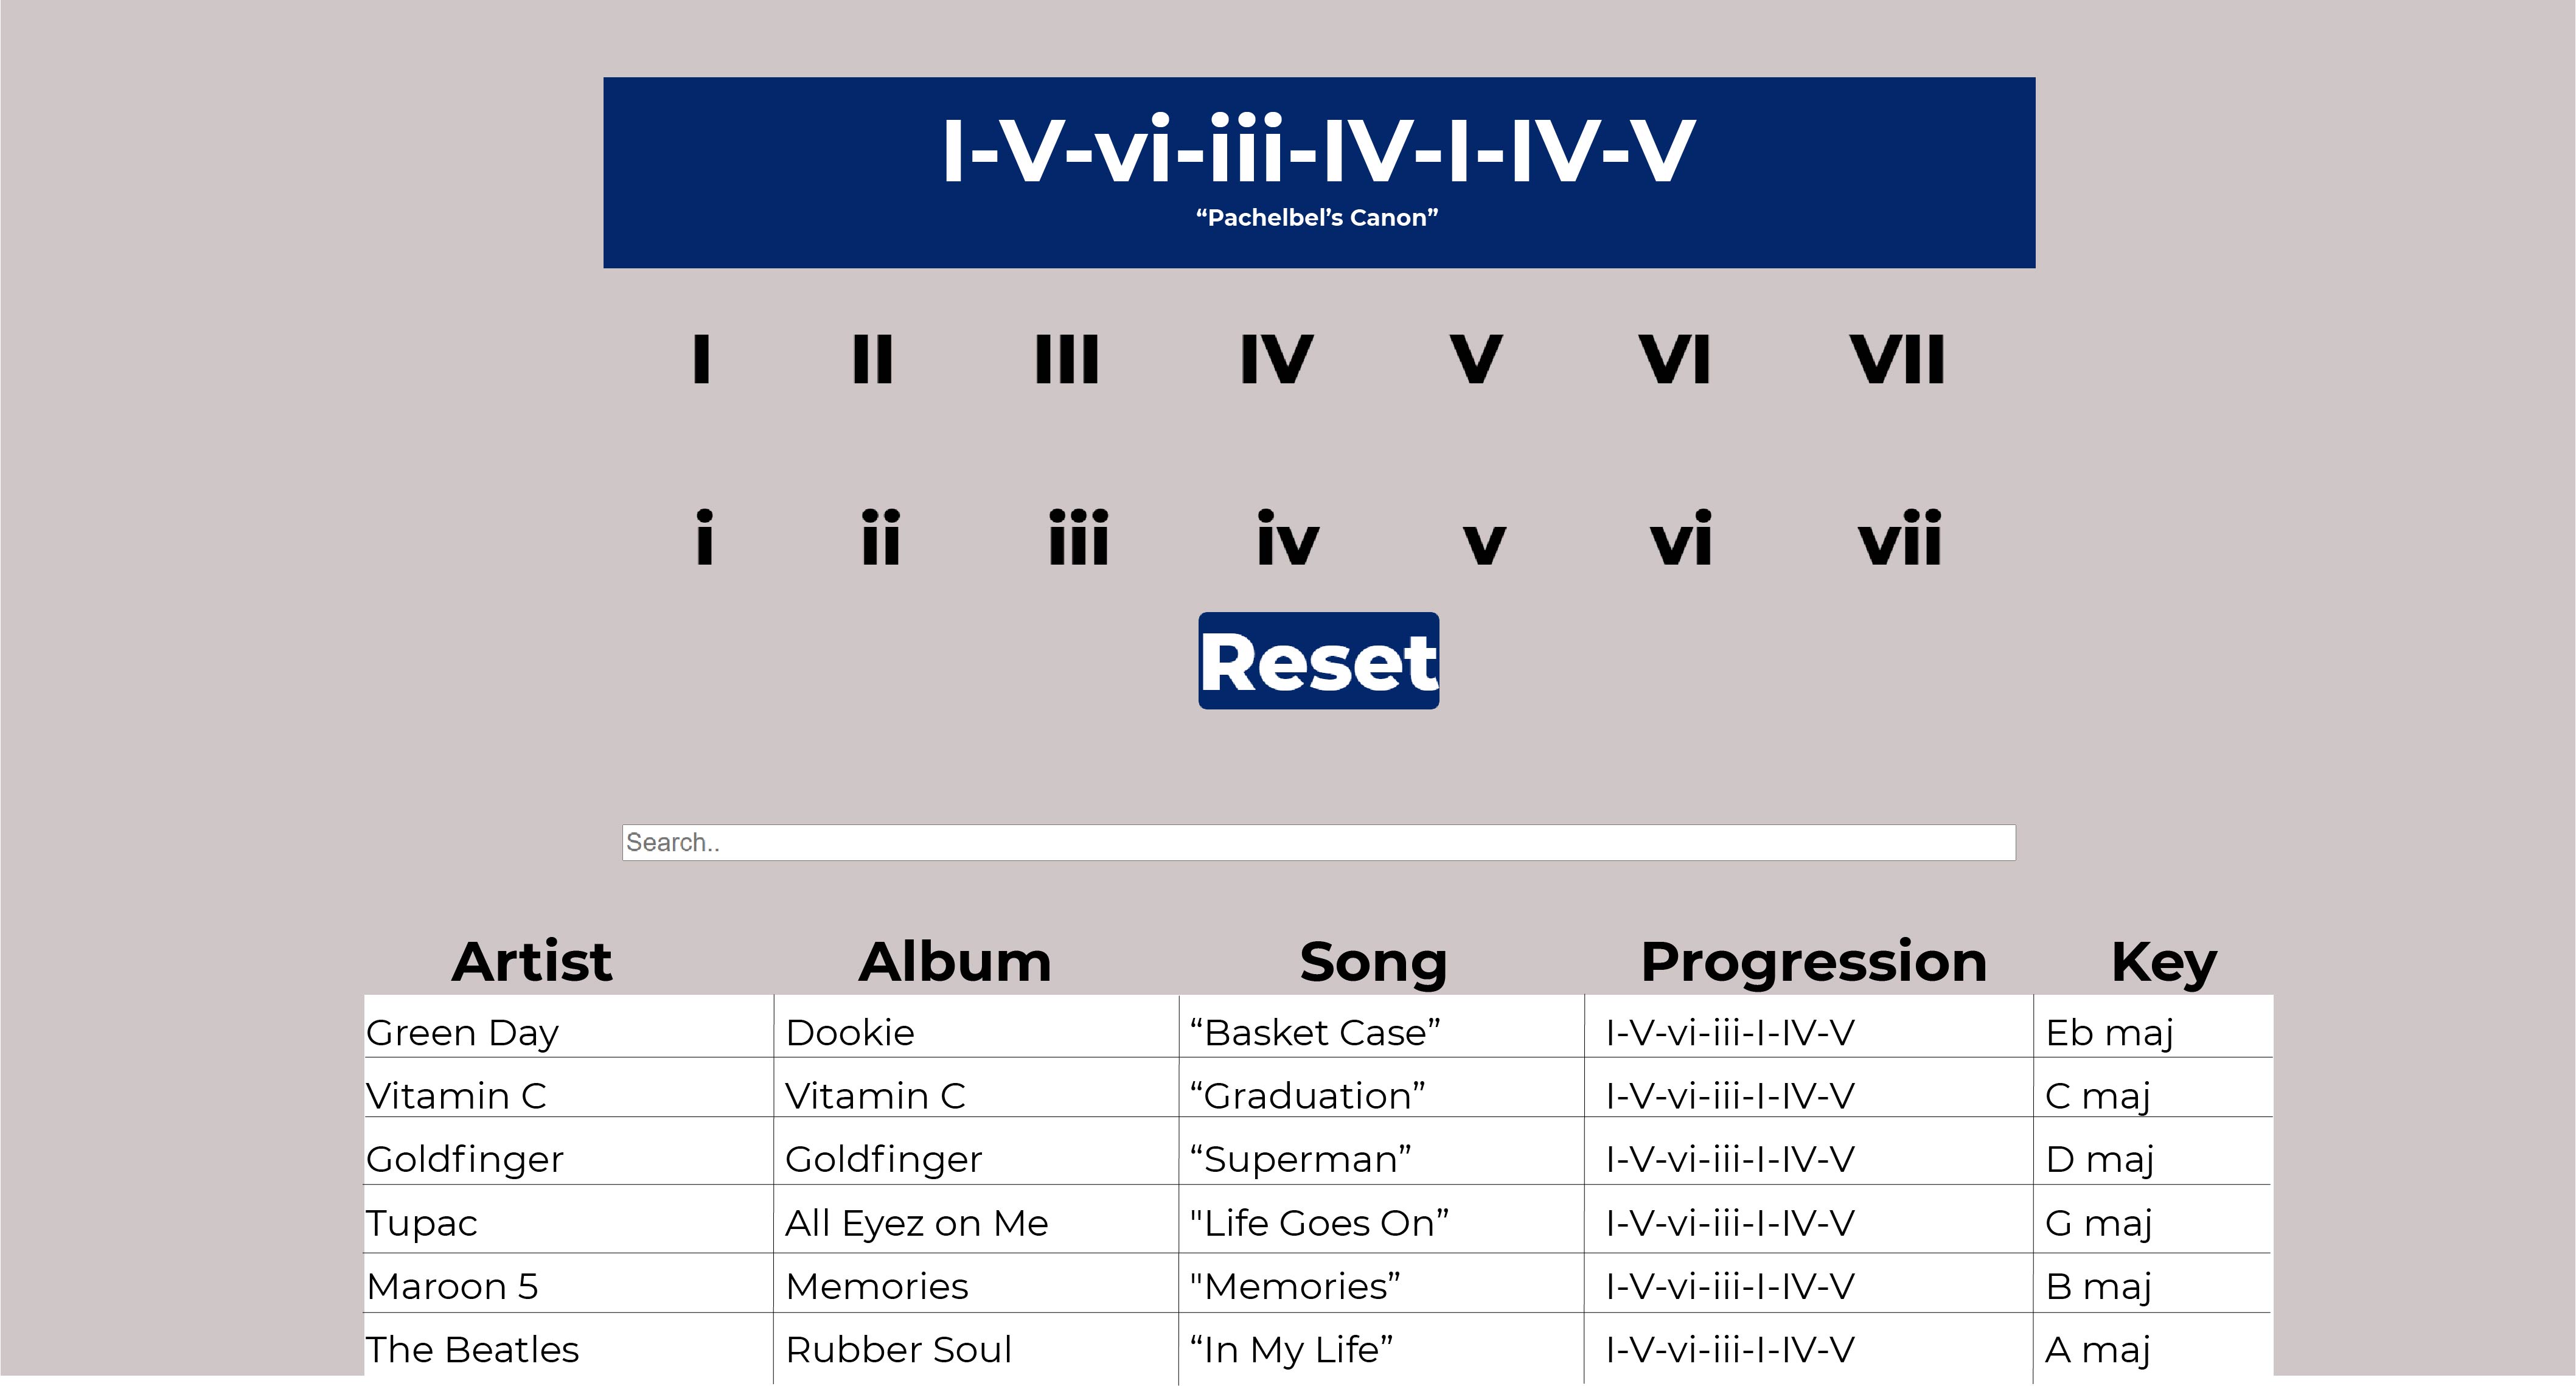 I-V-vi-iii-IV-I-IV-V
“Pachelbel’s Canon”
I II III IV V VI VII
i ii iii iv v vi vii
Reset
Search..
Artist Album Song Progression Key
Green Day Dookie “Basket Case” I-V-vi-iii-I-IV-V Eb maj
Vitamin C Vitamin C “Graduation” I-V-vi-iii-I-IV-V C maj
Goldfinger Goldfinger “Superman” I-V-vi-iii-I-IV-V D maj
Tupac All Eyez on Me "Life Goes On” I-V-vi-iii-I-IV-V G maj
Maroon 5 Memories "Memories” I-V-vi-iii-I-IV-V B maj
The Beatles Rubber Soul “In My Life” I-V-vi-iii-I-IV-V A maj